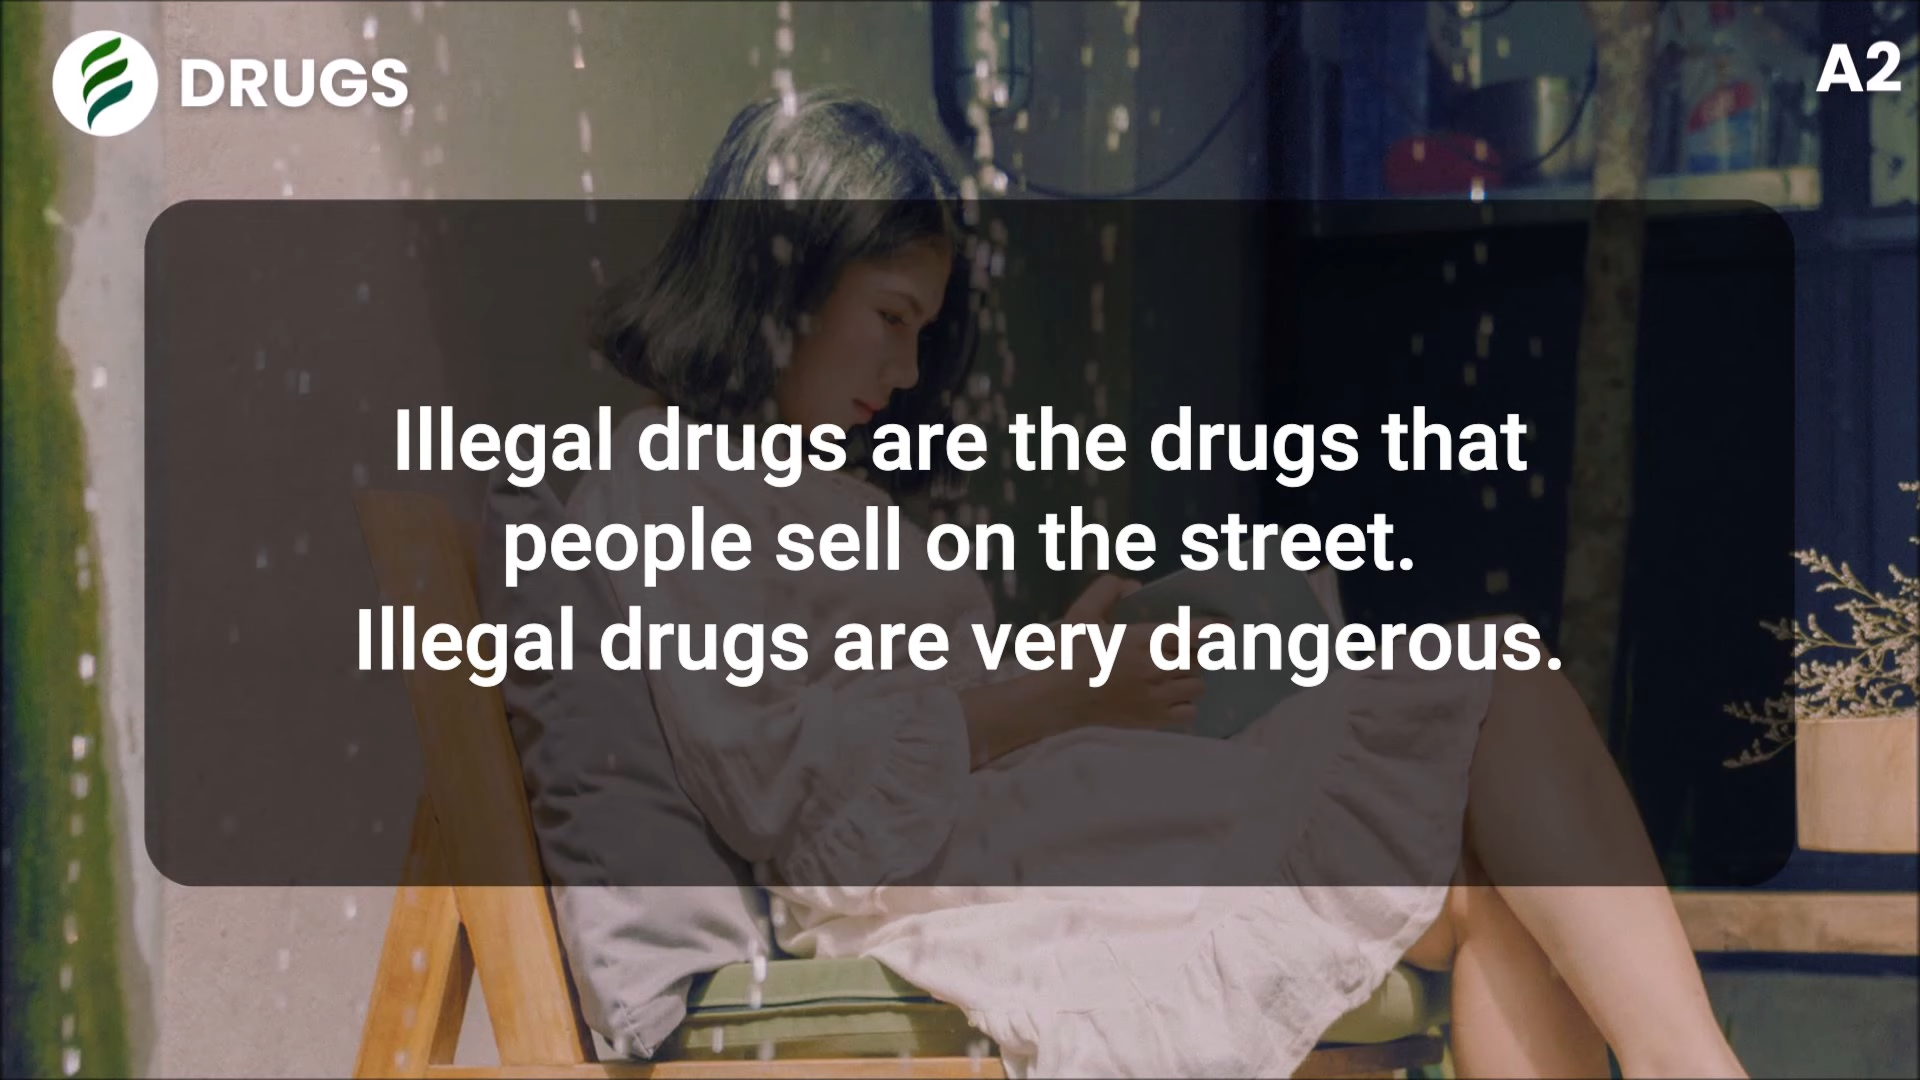 DRUGS
A2
Illegal drugs are the drugs that
people sell on the street.
Illegal drugs are very dangerous.